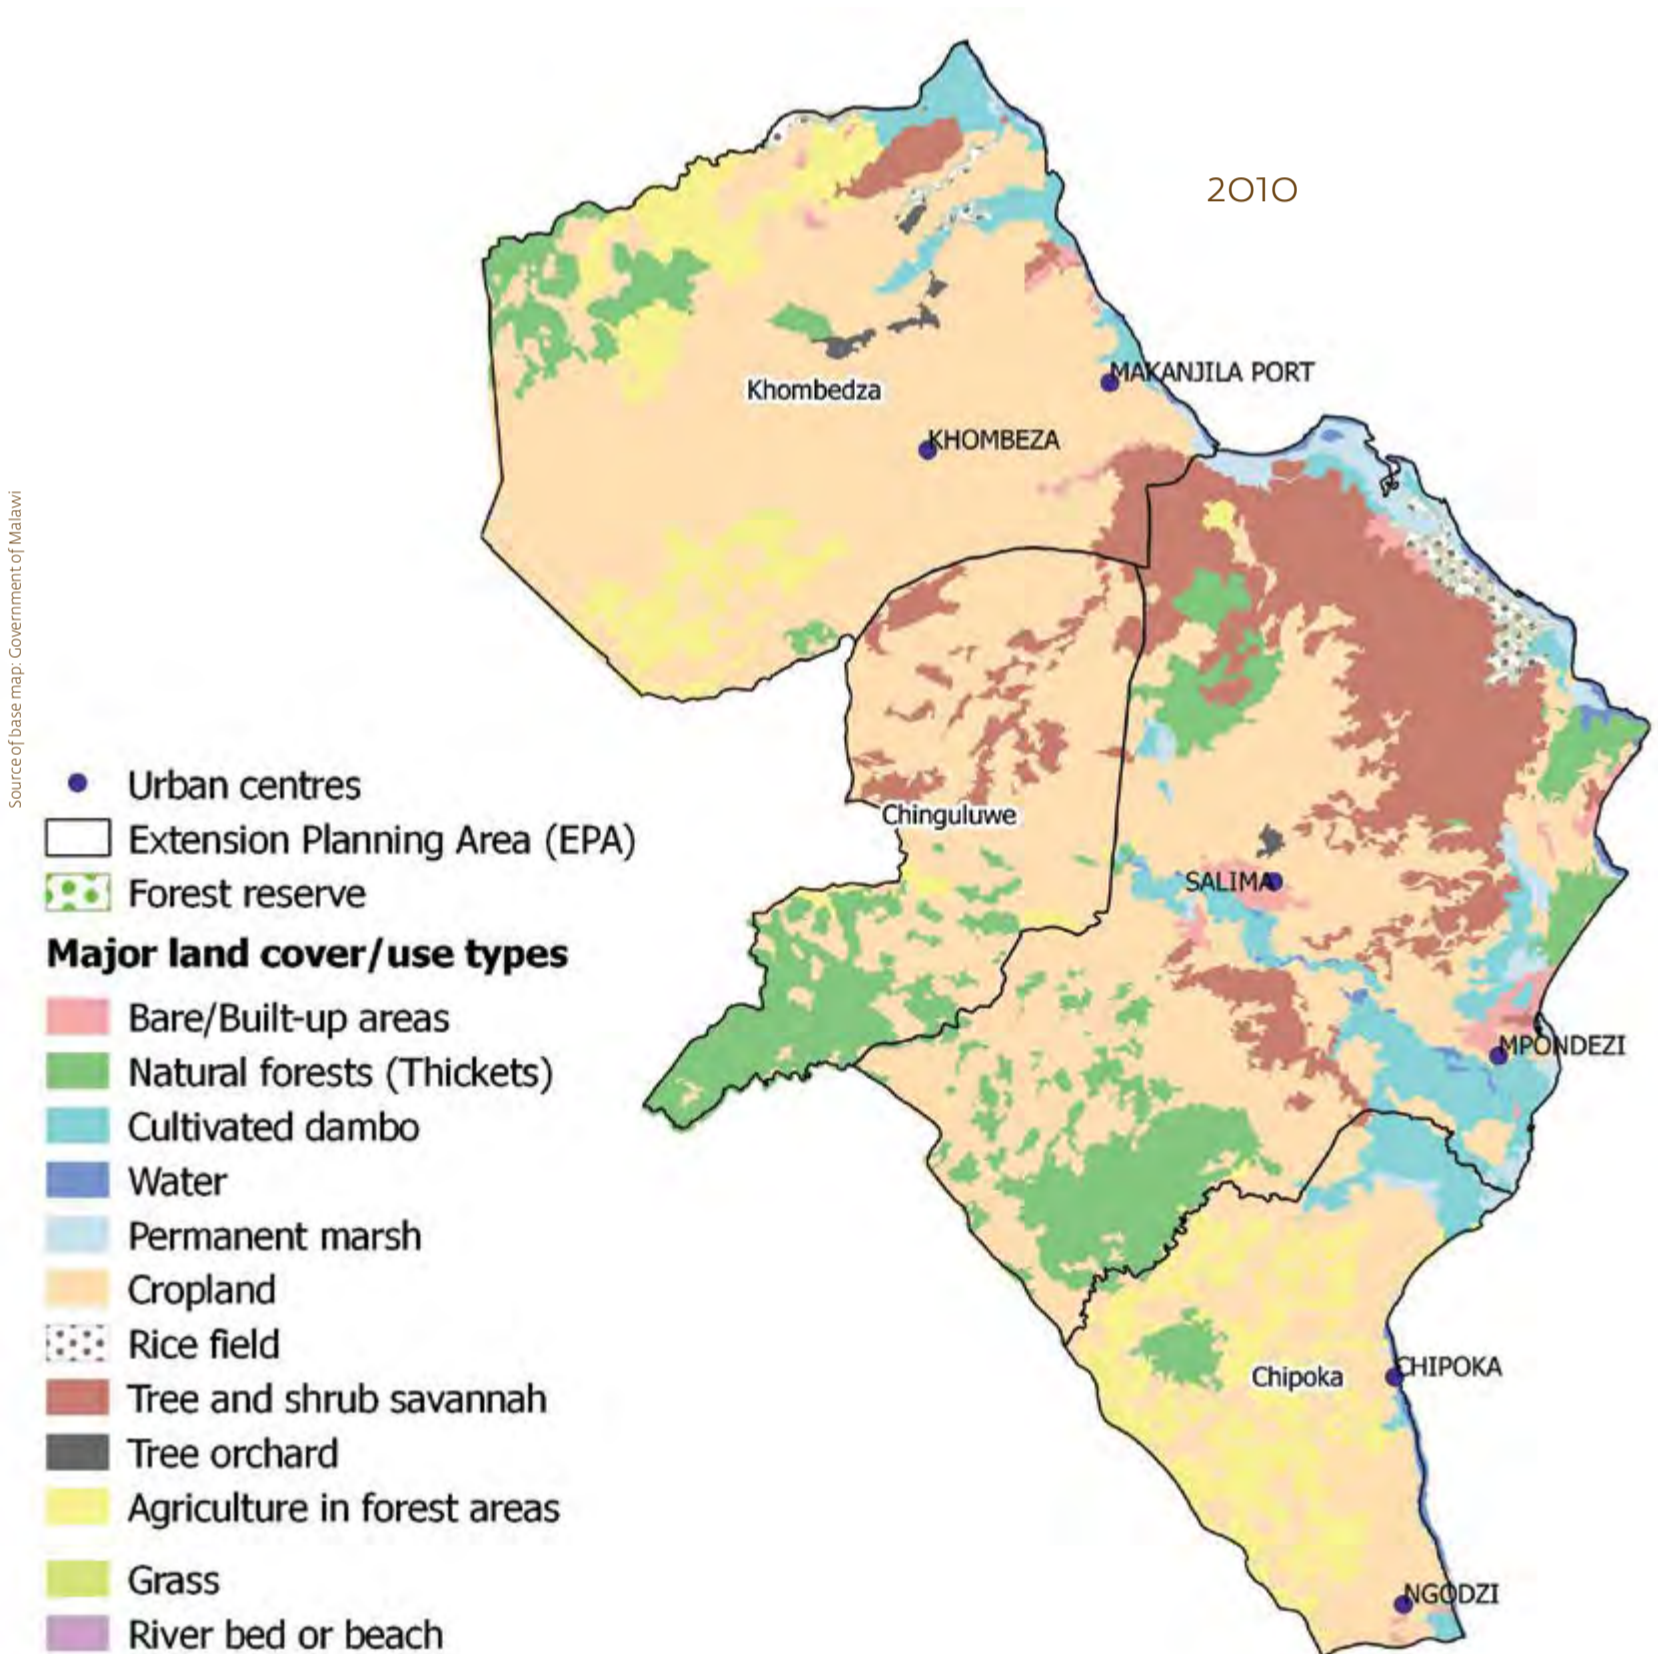 2010
MAKANJILA PORT
Khombedza
KHOMBEZA
Source of base map: Government of Malawi
Urban centres
Extension Planning Area (EPA)
Forest reserve
Major land cover/use types
Bare/Built-up areas
Natural forests (Thickets)
Cultivated dambo
Water
Permanent marsh
Cropland
Rice field
Tree and shrub savannah
Tree orchard
Agriculture in forest areas
Grass
River bed or beach
Chinguluwe
SALIMA
MPONDEZI
Chipoka
CHIPOKA
NGODZI